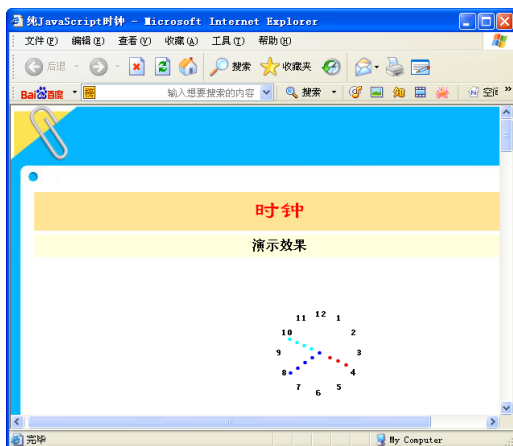 纯JavaScript时钟 - Microsoft Internet Explorer
文件(F) 编辑(E) 查看(V) 收藏(A) 工具(T) 帮助(H)
后退 搜索 收藏夹
Bai百度 输入想要搜索的内容 搜索 空间 »
时钟
演示效果
11 12 1
10 2
9 3
8 4
7 6 5
完毕 My Computer